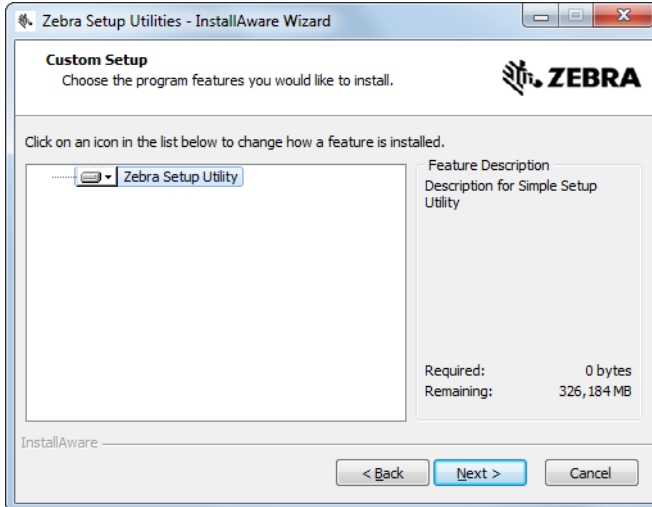 Zebra Setup Utilities - InstallAware Wizard
Custom Setup
Choose the program features you would like to install.
ZEBRA
Click on an icon in the list below to change how a feature is installed.
Zebra Setup Utility
Feature Description
Description for Simple Setup
Utility
Required: 0 bytes
Remaining: 326,184 MB
InstallAware
< Back
Next >
Cancel